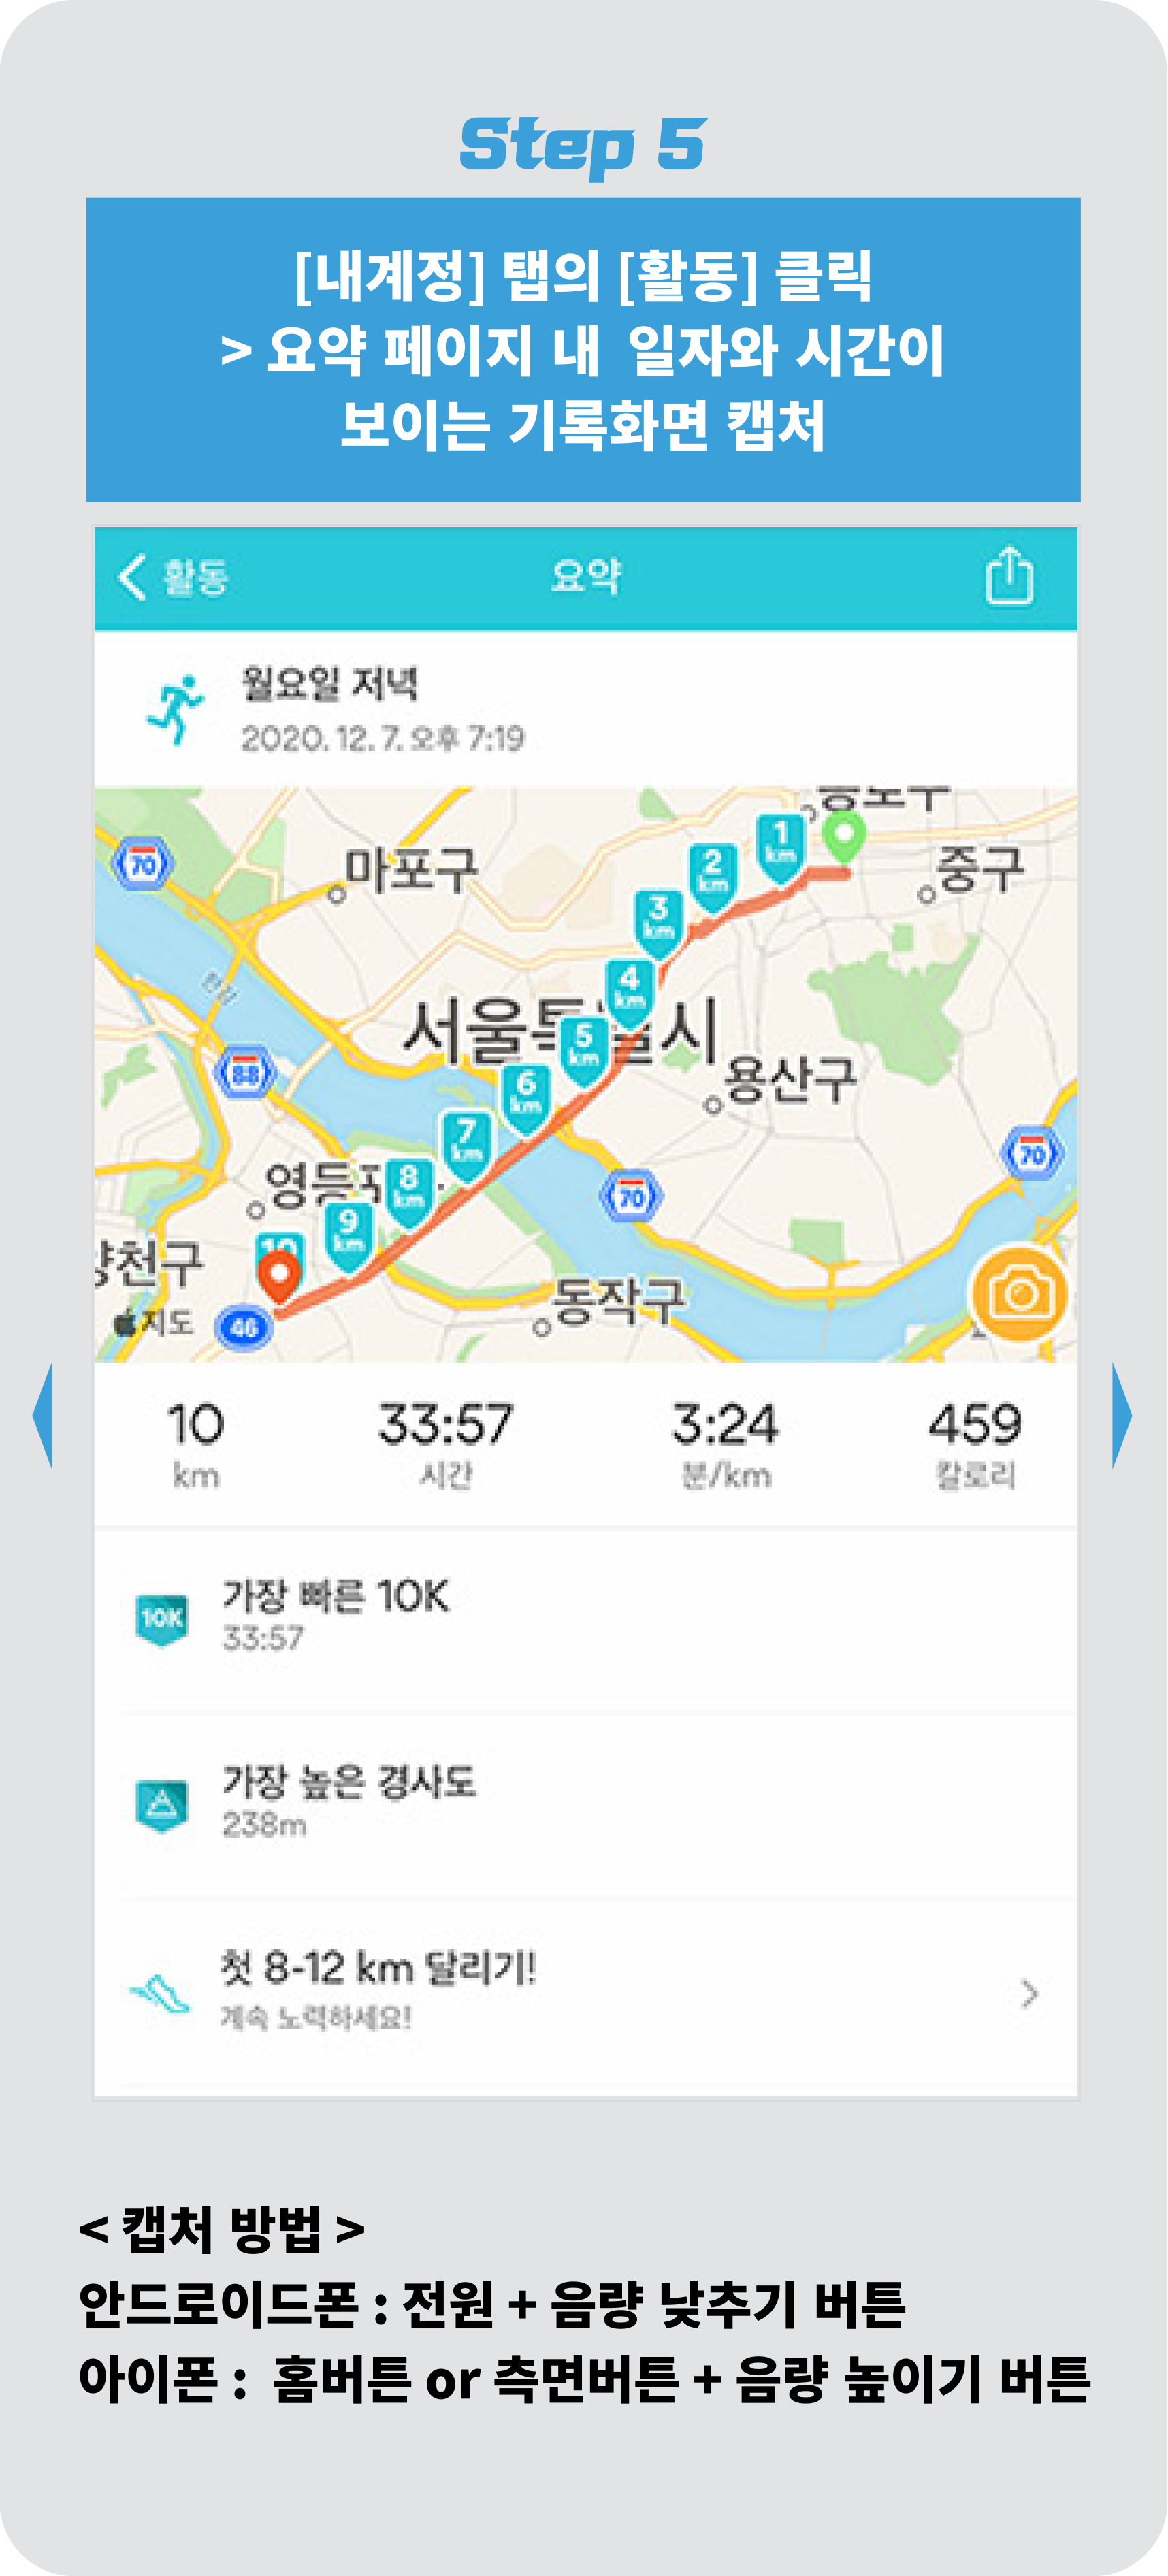 Step 5
[내계정] 탭의 [활동] 클릭
> 요약 페이지 내 일자와 시간이
보이는 기록화면 캡처
활동
요약
월요일 저녁
2020. 12. 7. 오후 7:19
70
마포구
1 km
2 km
3 km
중구
4 km
서울특별시
5 km
용산구
88
6 km
7 km
70
8 km
70
9 km
10
양천구
지도
46
동작구
10
km
33:57
시간
3:24
분/km
459
칼로리
10K
가장 빠른 10K
33:57
가장 높은 경사도
238m
첫 8-12 km 달리기!
계속 노력하세요!
< 캡처 방법 >
안드로이드폰 : 전원 + 음량 낮추기 버튼
아이폰 : 홈버튼 or 측면버튼 + 음량 높이기 버튼